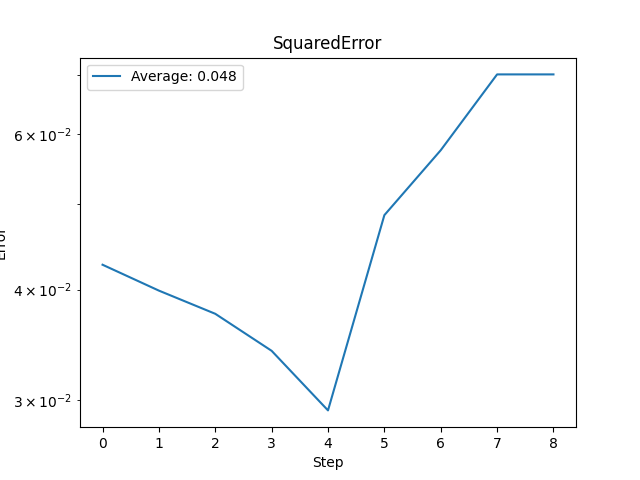 SquaredError
Average: 0.048
6 × 10⁻²
4 × 10⁻²
3 × 10⁻²
Error
0 1 2 3 4 5 6 7 8
Step